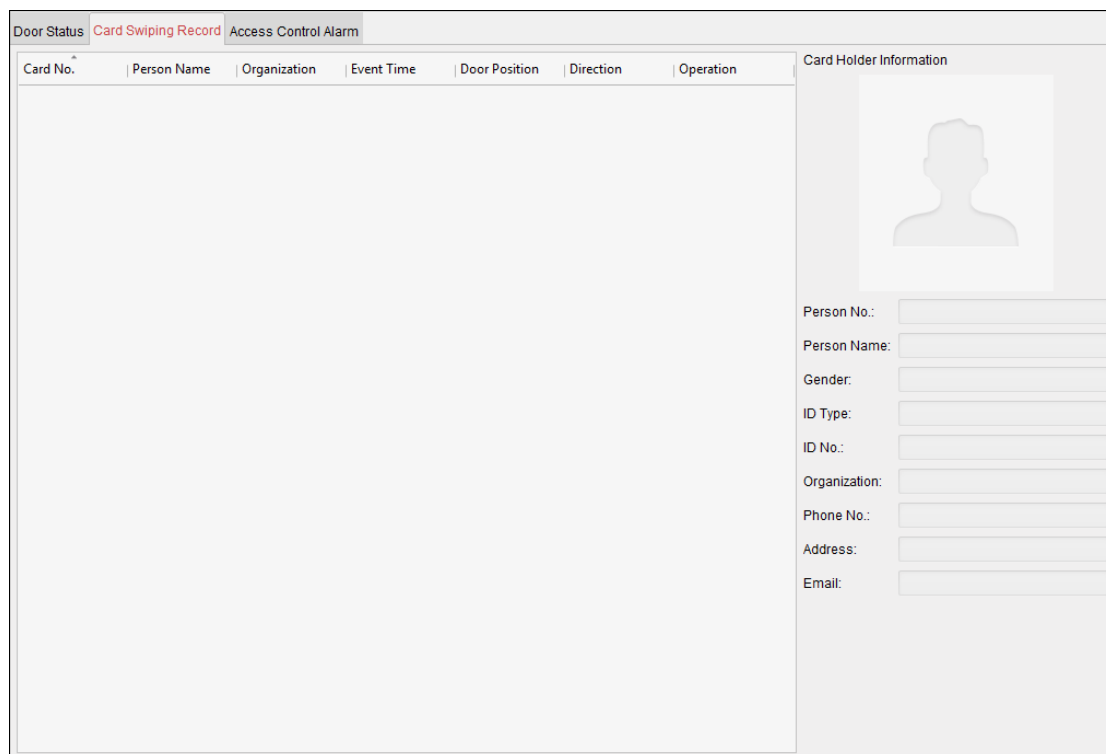 Door Status Card Swiping Record Access Control Alarm
Card No. Person Name Organization Event Time Door Position Direction Operation
Card Holder Information
Person No.:
Person Name:
Gender:
ID Type:
ID No.:
Organization:
Phone No.:
Address:
Email: